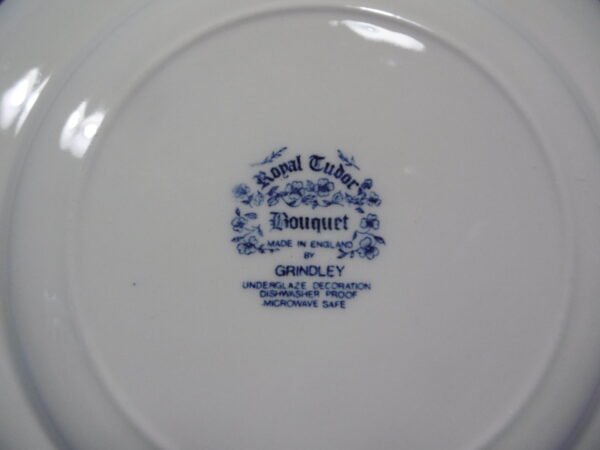 Royal Tudor
Bouquet
MADE IN ENGLAND
BY
GRINDLEY
UNDERGLAZE DECORATION
DISHWASHER PROOF
MICROWAVE SAFE